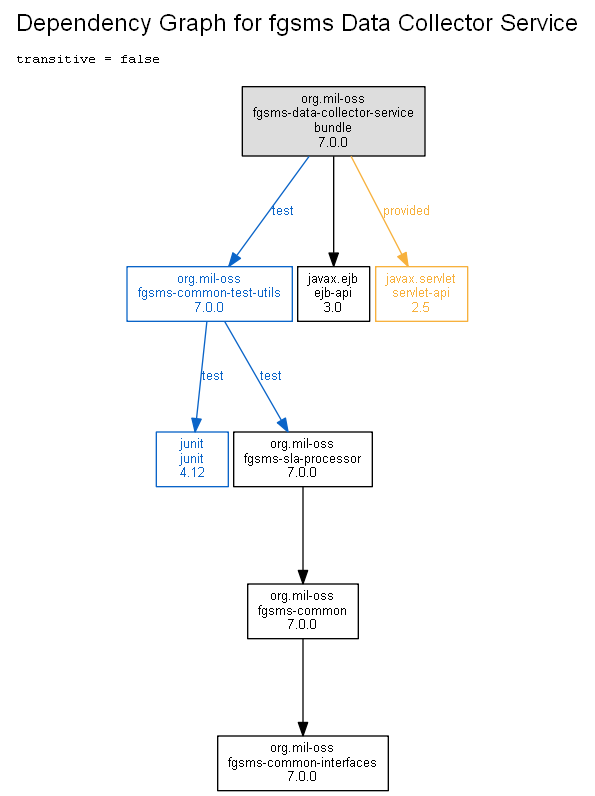 Dependency Graph for fgsms Data Collector Service
transitive = false
org.mil-oss
fgsms-data-collector-service
bundle
7.0.0
test
provided
org.mil-oss
fgsms-common-test-utils
7.0.0
javax.ejb
ejb-api
3.0
javax.servlet
servlet-api
2.5
test
test
junit
junit
4.12
org.mil-oss
fgsms-sla-processor
7.0.0
org.mil-oss
fgsms-common
7.0.0
org.mil-oss
fgsms-common-interfaces
7.0.0